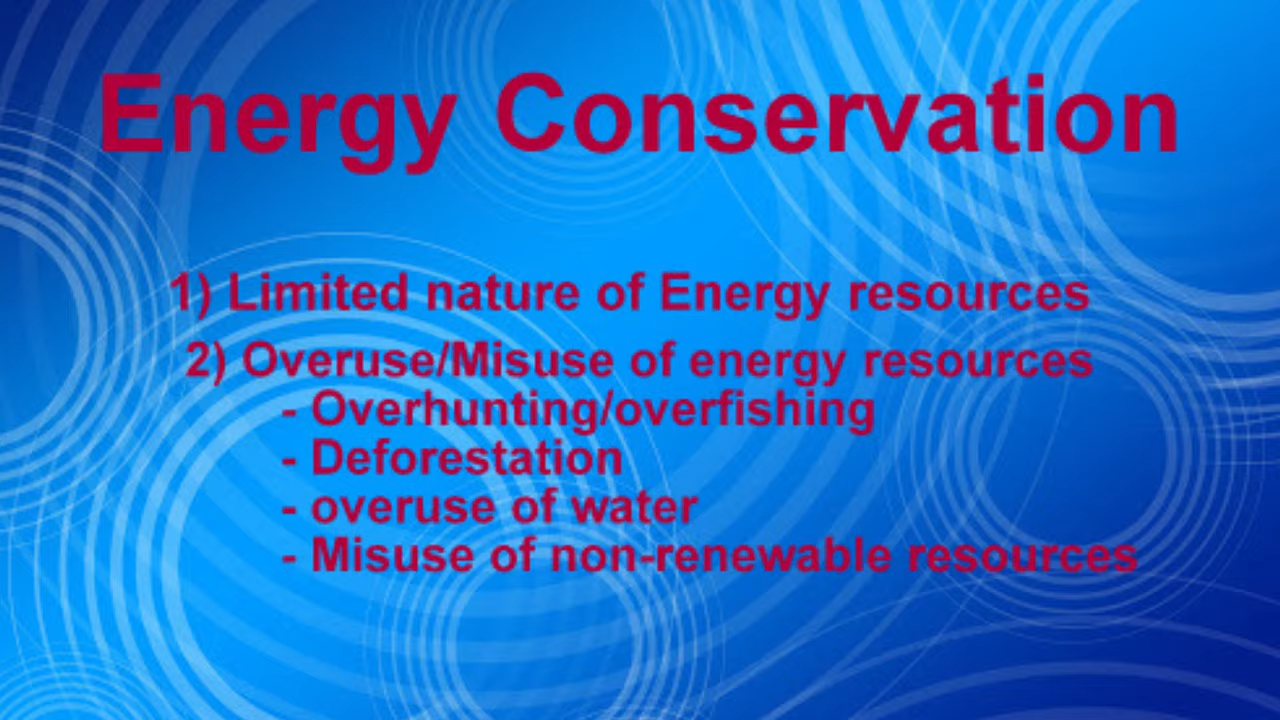 Energy Conservation
1) Limited nature of Energy resources
2) Overuse/Misuse of energy resources
- Overhunting/overfishing
- Deforestation
- overuse of water
- Misuse of non-renewable resources